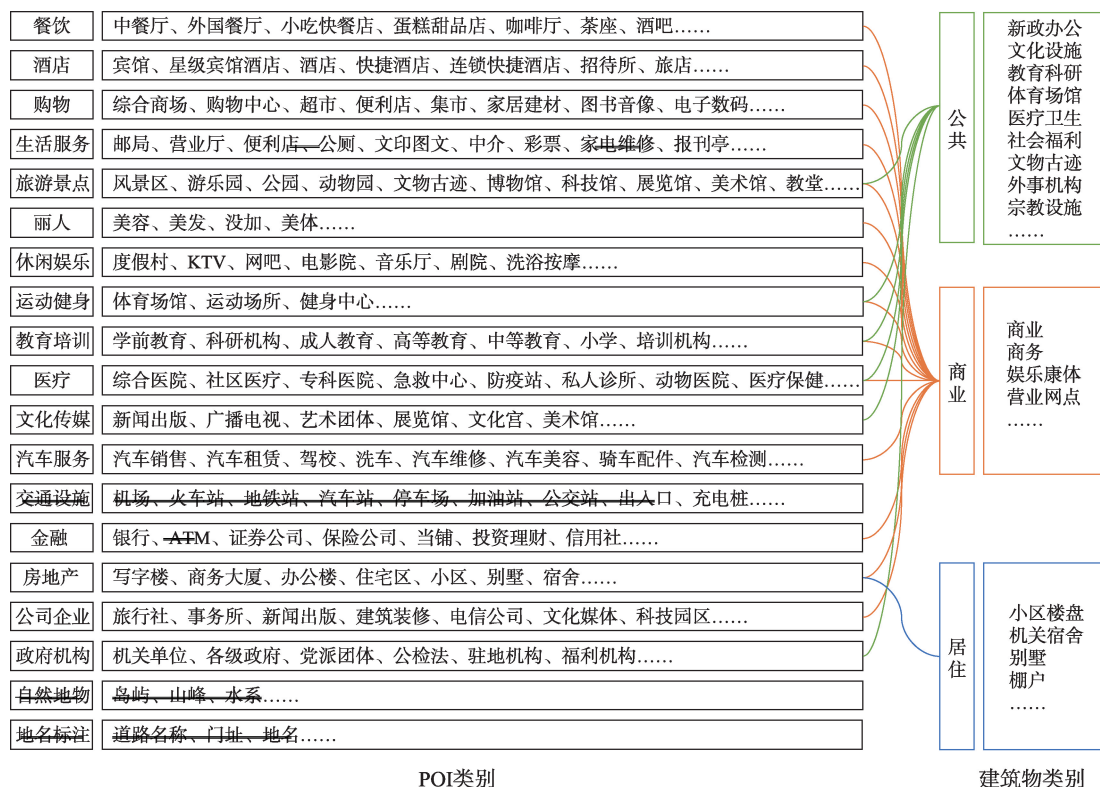 餐饮 中餐厅、外国餐厅、小吃快餐店、蛋糕甜品店、咖啡厅、茶座、酒吧……
酒店 宾馆、星级宾馆酒店、酒店、快捷酒店、连锁快捷酒店、招待所、旅店……
购物 综合商场、购物中心、超市、便利店、集市、家居建材、图书音像、电子数码……
生活服务 邮局、营业厅、便利店、公厕、文印图文、中介、彩票、家电维修、报刊亭……
旅游景点 风景区、游乐园、公园、动物园、文物古迹、博物馆、科技馆、展览馆、美术馆、教堂……
丽人 美容、美发、没加、美体……
休闲娱乐 度假村、KTV、网吧、电影院、音乐厅、剧院、洗浴按摩……
运动健身 体育场馆、运动场所、健身中心……
教育培训 学前教育、科研机构、成人教育、高等教育、中等教育、小学、培训机构……
医疗 综合医院、社区医疗、专科医院、急救中心、防疫站、私人诊所、动物医院、医疗保健……
文化传媒 新闻出版、广播电视、艺术团体、展览馆、文化宫、美术馆……
汽车服务 汽车销售、汽车租赁、驾校、洗车、汽车维修、汽车美容、骑车配件、汽车检测……
交通设施 机场、火车站、地铁站、汽车站、停车场、加油站、公交站、出入口、充电桩……
金融 银行、ATM、证券公司、保险公司、当铺、投资理财、信用社……
房地产 写字楼、商务大厦、办公楼、住宅区、小区、别墅、宿舍……
公司企业 旅行社、事务所、新闻出版、建筑装修、电信公司、文化媒体、科技园区……
政府机构 机关单位、各级政府、党派团体、公检法、驻地机构、福利机构……
自然地物 岛屿、山峰、水系……
地名标注 道路名称、门址、地名……
POI类别
公共
新政办公
文化设施
教育科研
体育场馆
医疗卫生
社会福利
文物古迹
外事机构
宗教设施
……
商业
商业
商务
娱乐康体
营业网点
……
居住
小区楼盘
机关宿舍
别墅
棚户
……
建筑物类别